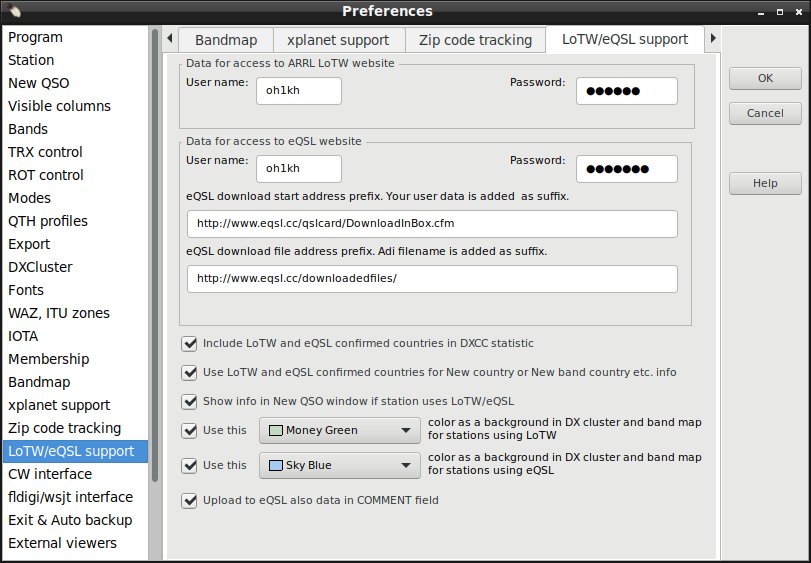 Preferences
Program
Station
New QSO
Visible columns
Bands
TRX control
ROT control
Modes
QTH profiles
Export
DXCluster
Fonts
WAZ, ITU zones
IOTA
Membership
Bandmap
xplanet support
Zip code tracking
LoTW/eQSL support
CW interface
fldigi/wsjt interface
Exit & Auto backup
External viewers
Bandmap xplanet support Zip code tracking LoTW/eQSL support
Data for access to ARRL LoTW website
User name: oh1kh Password: ●●●●●●
Data for access to eQSL website
User name: oh1kh Password: ●●●●●●●
eQSL download start address prefix. Your user data is added  as suffix.
http://www.eqsl.cc/qslcard/DownloadInBox.cfm
eQSL download file address prefix. Adi filename is added as suffix.
http://www.eqsl.cc/downloadedfiles/
Include LoTW and eQSL confirmed countries in DXCC statistic
Use LoTW and eQSL confirmed countries for New country or New band country etc. info
Show info in New QSO window if station uses LoTW/eQSL
Use this Money Green color as a background in DX cluster and band map
for stations using LoTW
Use this Sky Blue color as a background in DX cluster and band map
for stations using eQSL
Upload to eQSL also data in COMMENT field
OK
Cancel
Help